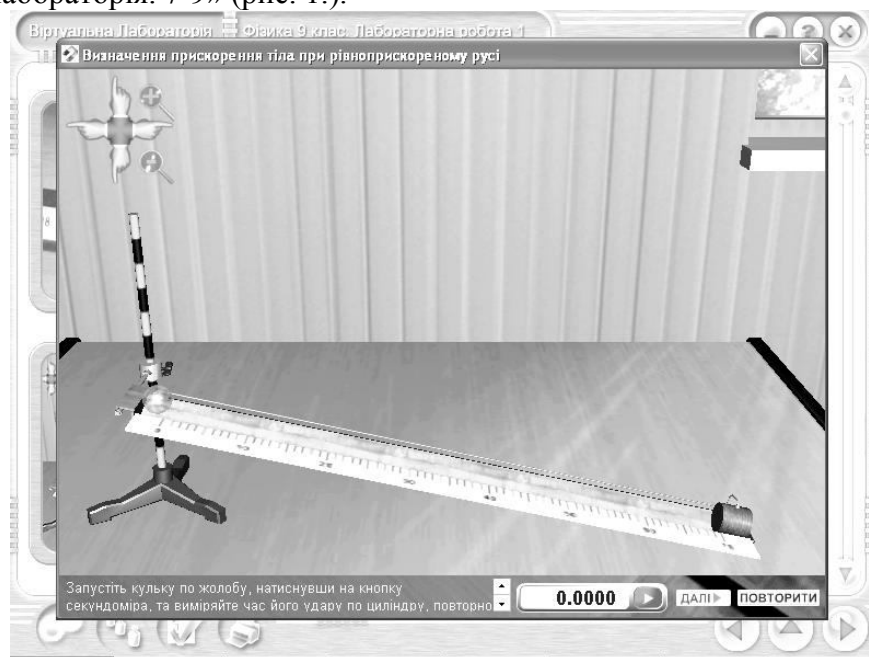 лабораторія. 7-9» (рис. 1.).
Віртуальна Лабораторія Фізика 9 клас. Лабораторна робота 1
Визначення прискорення тіла при рівноприскореному русі
Запустіть кульку по жолобу, натиснувши на кнопку
секундоміра, та виміряйте час його удару по циліндру, повторно
0.0000
ДАЛІ
ПОВТОРИТИ